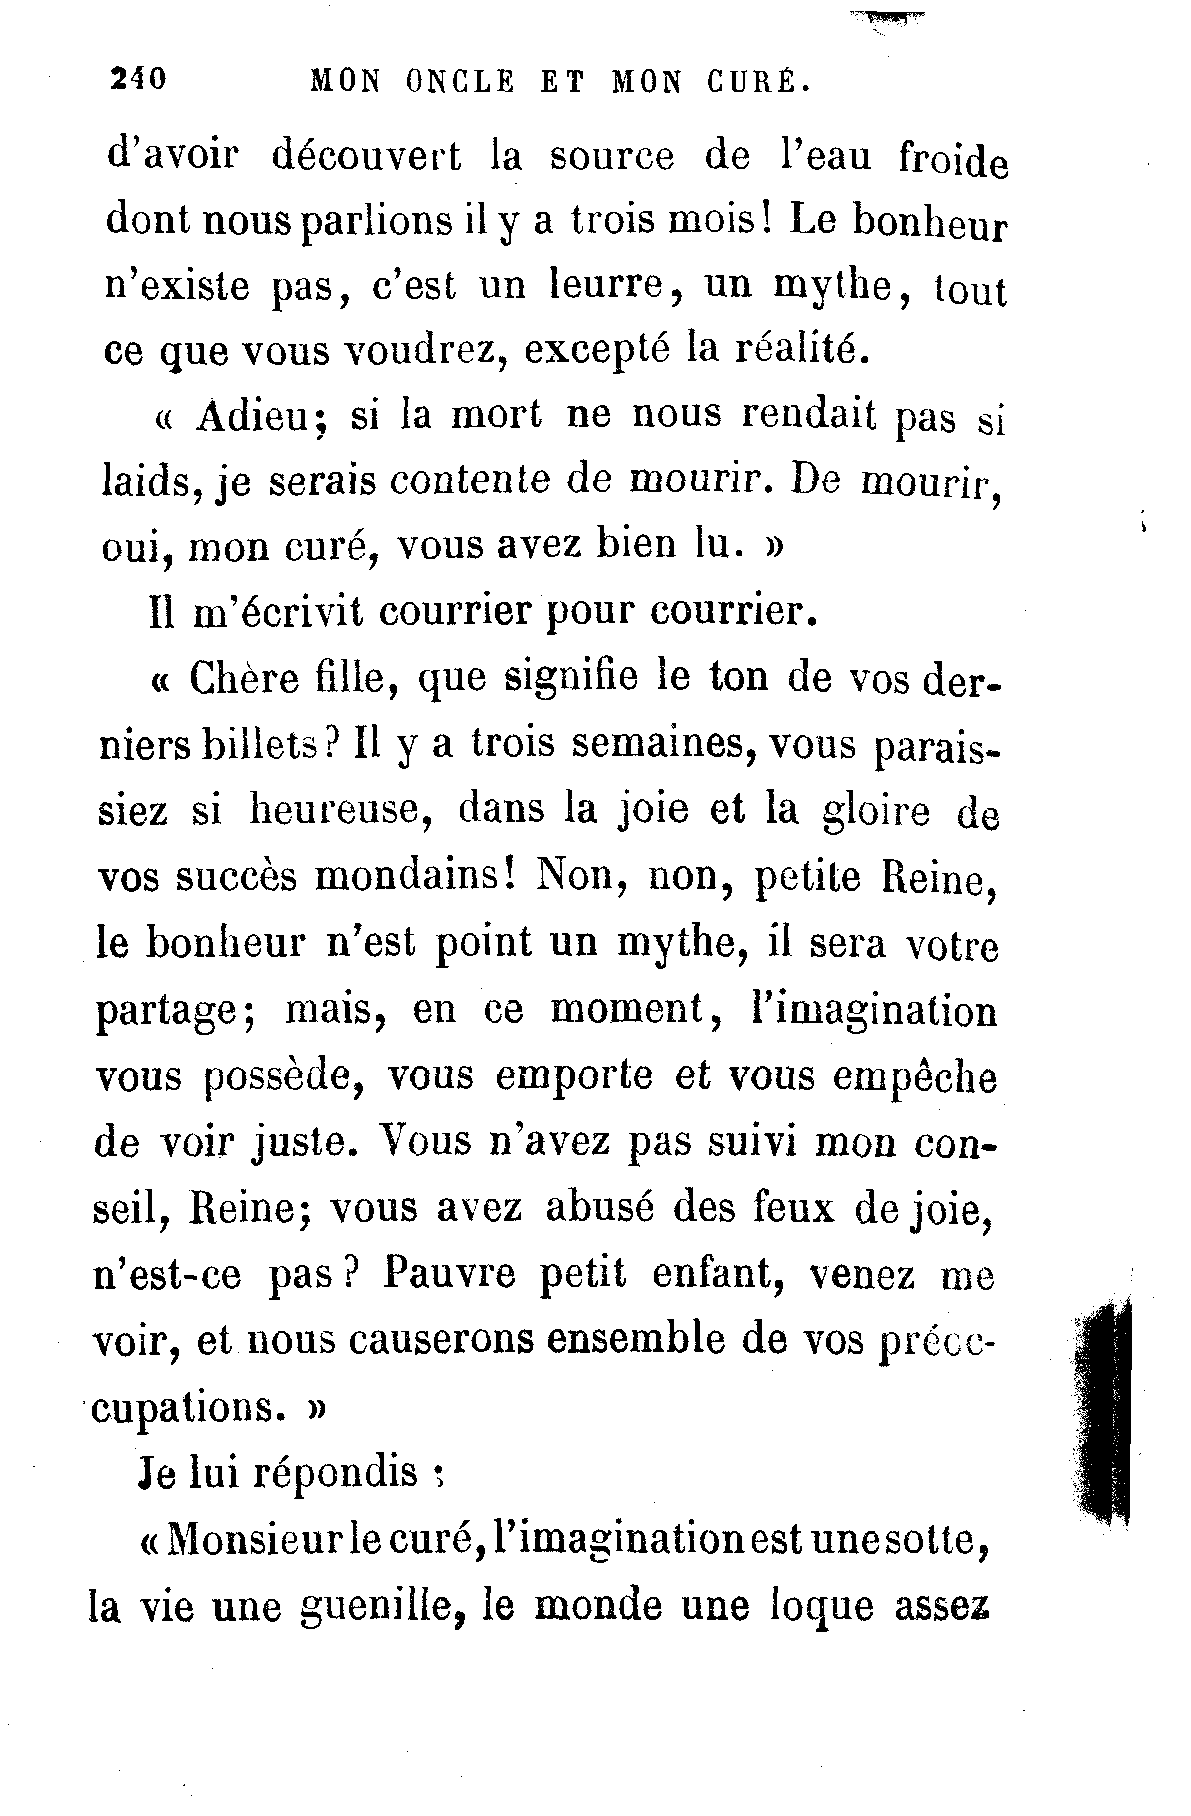 240 MON ONCLE ET MON CURÉ.
d'avoir découvert la source de l'eau froide
dont nous parlions il y a trois mois! Le bonheur
n'existe pas, c'est un leurre, un mythe, tout
ce que vous voudrez, excepté la réalité.
« Adieu; si la mort ne nous rendait pas si
laids, je serais contente de mourir. De mourir,
oui, mon curé, vous avez bien lu. »
Il m'écrivit courrier pour courrier.
« Chère fille, que signifie le ton de vos der-
niers billets? Il y a trois semaines, vous parais-
siez si heureuse, dans la joie et la gloire de
vos succès mondains! Non, non, petite Reine,
le bonheur n'est point un mythe, il sera votre
partage; mais, en ce moment, l'imagination
vous possède, vous emporte et vous empêche
de voir juste. Vous n'avez pas suivi mon con-
seil, Reine; vous avez abusé des feux de joie,
n'est-ce pas? Pauvre petit enfant, venez me
voir, et nous causerons ensemble de vos préoc-
cupations. »
Je lui répondis :
« Monsieur le curé, l'imagination est une sotte,
la vie une guenille, le monde une loque assez